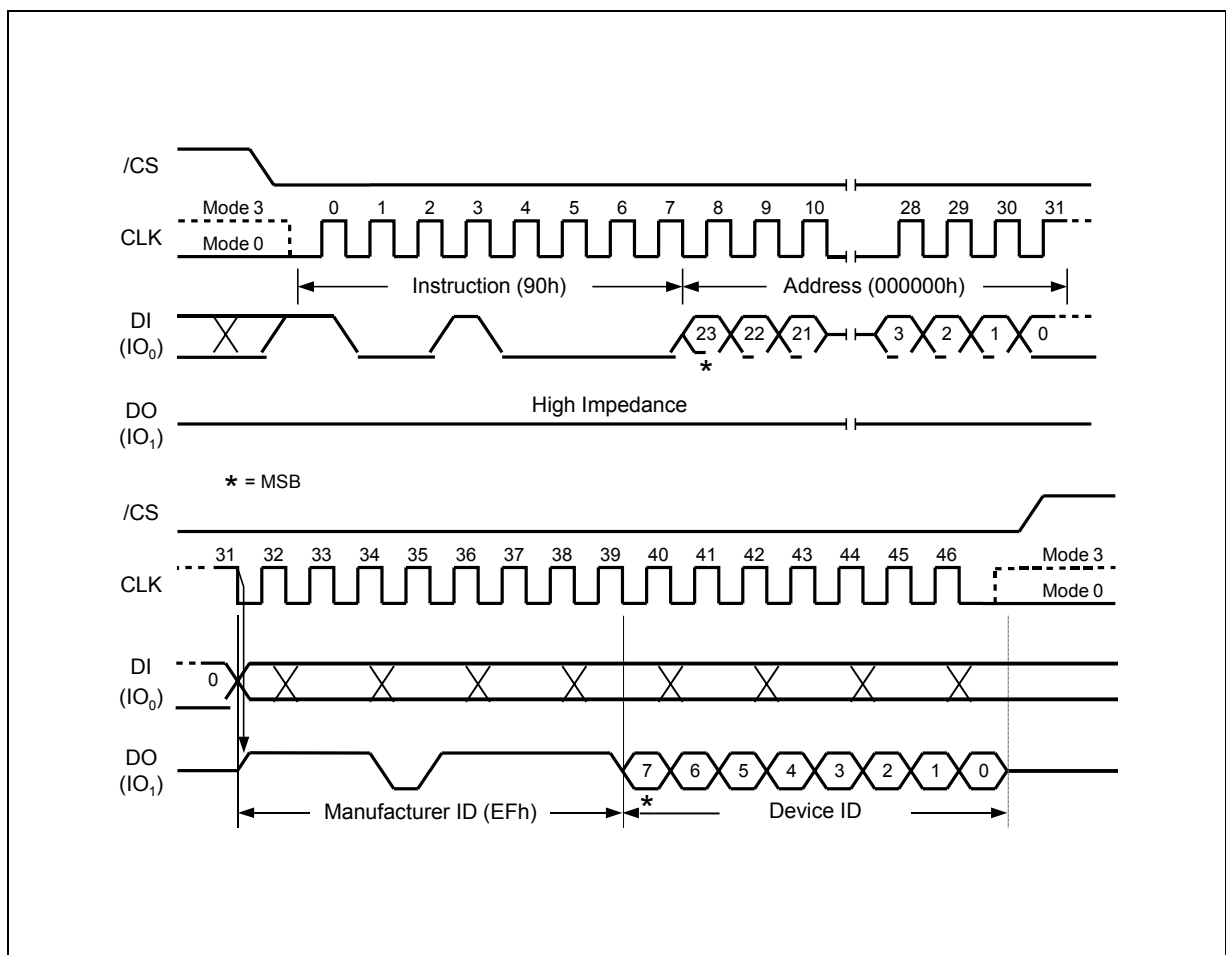 /CS
Mode 3 0 1 2 3 4 5 6 7 8 9 10 28 29 30 31
CLK
Mode 0
Instruction (90h) Address (000000h)
DI
(IO₀)
23 22 21 3 2 1 0
*
DO
(IO₁)
High Impedance
* = MSB
/CS
31 32 33 34 35 36 37 38 39 40 41 42 43 44 45 46 Mode 3
CLK
Mode 0
DI
(IO₀)
0
DO
(IO₁)
7 6 5 4 3 2 1 0
*
Manufacturer ID (EFh) Device ID